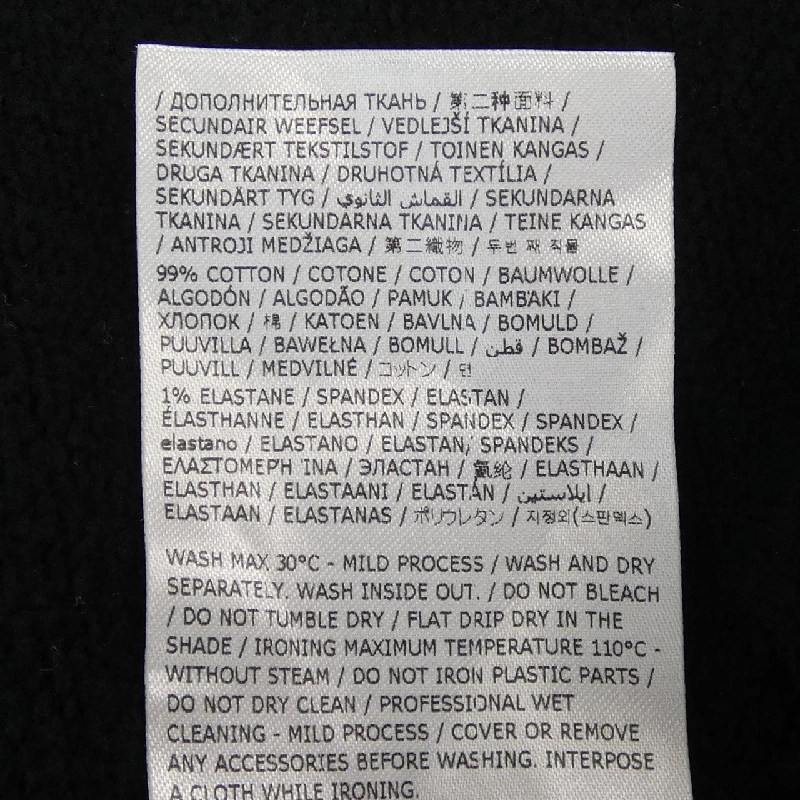 / ДОПОЛНИТЕЛЬНАЯ ТКАНЬ / 第二种面料 /
SECUNDAIR WEEFSEL / VEDLEJŠÍ TKANINA /
SEKUNDÆRT TEKSTILSTOF / TOINEN KANGAS /
DRUGA TKANINA / DRUHOTNÁ TEXTÍLIA /
SEKUNDÄRT TYG / القماش الثانوي / SEKUNDARNA
TKANINA / SEKUNDARNA TKANINA / TEINE KANGAS
/ ANTROJI MEDŽIAGA / 第二織物 / 두번 째 직물
99% COTTON / COTONE / COTON / BAUMWOLLE /
ALGODÓN / ALGODÃO / PAMUK / BAMBAKI /
ХЛОПОК / 棉 / KATOEN / BAVLNA / BOMULD /
PUUVILLA / BAWEŁNA / BOMULL / قطن / BOMBAŽ /
PUUVILL / MEDVILNĖ / コットン / 면
1% ELASTANE / SPANDEX / ELASTAN /
ÉLASTHANNE / ELASTHAN / SPANDEX / SPANDEX /
elastano / ELASTANO / ELASTAN, SPANDEKS /
ΕΛΑΣΤΟΜΕΡΗ ΊΝΑ / ЭЛАСТАН / 氨纶 / ELASTHAAN /
ELASTHAN / ELASTAANI / ELASTAN / ايلاستين /
ELASTAAN / ELASTANAS / ポリウレタン / 지정외(스판덱스)
WASH MAX 30°C - MILD PROCESS / WASH AND DRY
SEPARATELY. WASH INSIDE OUT. / DO NOT BLEACH
/ DO NOT TUMBLE DRY / FLAT DRIP DRY IN THE
SHADE / IRONING MAXIMUM TEMPERATURE 110°C -
WITHOUT STEAM / DO NOT IRON PLASTIC PARTS /
DO NOT DRY CLEAN / PROFESSIONAL WET
CLEANING - MILD PROCESS / COVER OR REMOVE
ANY ACCESSORIES BEFORE WASHING. INTERPOSE
A CLOTH WHILE IRONING.